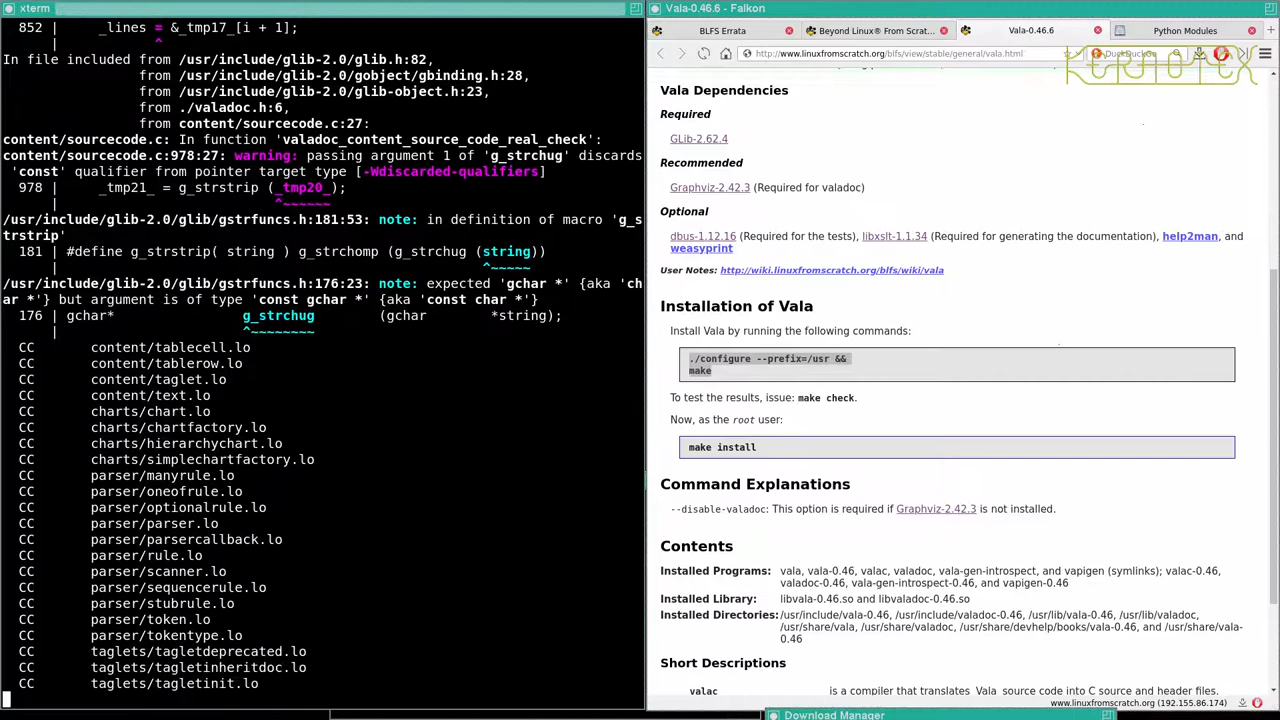 xterm
852 | _lines = &_tmp17_[i + 1];
| ^
In file included from /usr/include/glib-2.0/glib.h:82,
from /usr/include/glib-2.0/gobject/gbinding.h:28,
from /usr/include/glib-2.0/glib-object.h:23,
from ./valadoc.h:6,
from content/sourcecode.c:27:
content/sourcecode.c: In function 'valadoc_content_source_code_real_check':
content/sourcecode.c:978:27: warning: passing argument 1 of 'g_strchug' discards
'const' qualifier from pointer target type [-Wdiscarded-qualifiers]
978 | _tmp21_ = g_strstrip (_tmp20_);
| ^~~~~~~
/usr/include/glib-2.0/glib/gstrfuncs.h:181:53: note: in definition of macro 'g_s
trstrip'
181 | #define g_strstrip( string ) g_strchomp (g_strchug (string))
| ^~~~~~
/usr/include/glib-2.0/glib/gstrfuncs.h:176:23: note: expected 'gchar *' {aka 'ch
ar *'} but argument is of type 'const gchar *' {aka 'const char *'}
176 | gchar* g_strchug (gchar *string);
| ^~~~~~~~~
CC content/tablecell.lo
CC content/tablerow.lo
CC content/taglet.lo
CC content/text.lo
CC charts/chart.lo
CC charts/chartfactory.lo
CC charts/hierarchychart.lo
CC charts/simplechartfactory.lo
CC parser/manyrule.lo
CC parser/oneofrule.lo
CC parser/optionalrule.lo
CC parser/parser.lo
CC parser/parsercallback.lo
CC parser/rule.lo
CC parser/scanner.lo
CC parser/sequencerule.lo
CC parser/stubrule.lo
CC parser/token.lo
CC parser/tokentype.lo
CC taglets/tagletdeprecated.lo
CC taglets/tagletinheritdoc.lo
CC taglets/tagletinit.lo
Vala-0.46.6 - Falkon
BLFS Errata
Beyond Linux® From Scrat...
Vala-0.46.6
Python Modules
http://www.linuxfromscratch.org/blfs/view/stable/general/vala.html
DuckDuckGo
KERNOTEX
Vala Dependencies
Required
GLib-2.62.4
Recommended
Graphviz-2.42.3 (Required for valadoc)
Optional
dbus-1.12.16 (Required for the tests), libxslt-1.1.34 (Required for generating the documentation), help2man, and
weasyprint
User Notes: http://wiki.linuxfromscratch.org/blfs/wiki/vala
Installation of Vala
Install Vala by running the following commands:
./configure --prefix=/usr &&
make
To test the results, issue: make check.
Now, as the root user:
make install
Command Explanations
--disable-valadoc: This option is required if Graphviz-2.42.3 is not installed.
Contents
Installed Programs: vala, vala-0.46, valac, valadoc, vala-gen-introspect, and vapigen (symlinks); valac-0.46,
valadoc-0.46, vala-gen-introspect-0.46, and vapigen-0.46
Installed Library: libvala-0.46.so and libvaladoc-0.46.so
Installed Directories: /usr/include/vala-0.46, /usr/include/valadoc-0.46, /usr/lib/vala-0.46, /usr/lib/valadoc,
/usr/share/vala, /usr/share/valadoc, /usr/share/devhelp/books/vala-0.46, and /usr/share/vala-
0.46
Short Descriptions
valac is a compiler that translates Vala source code into C source and header files.
www.linuxfromscratch.org (192.155.86.174)
Download Manager